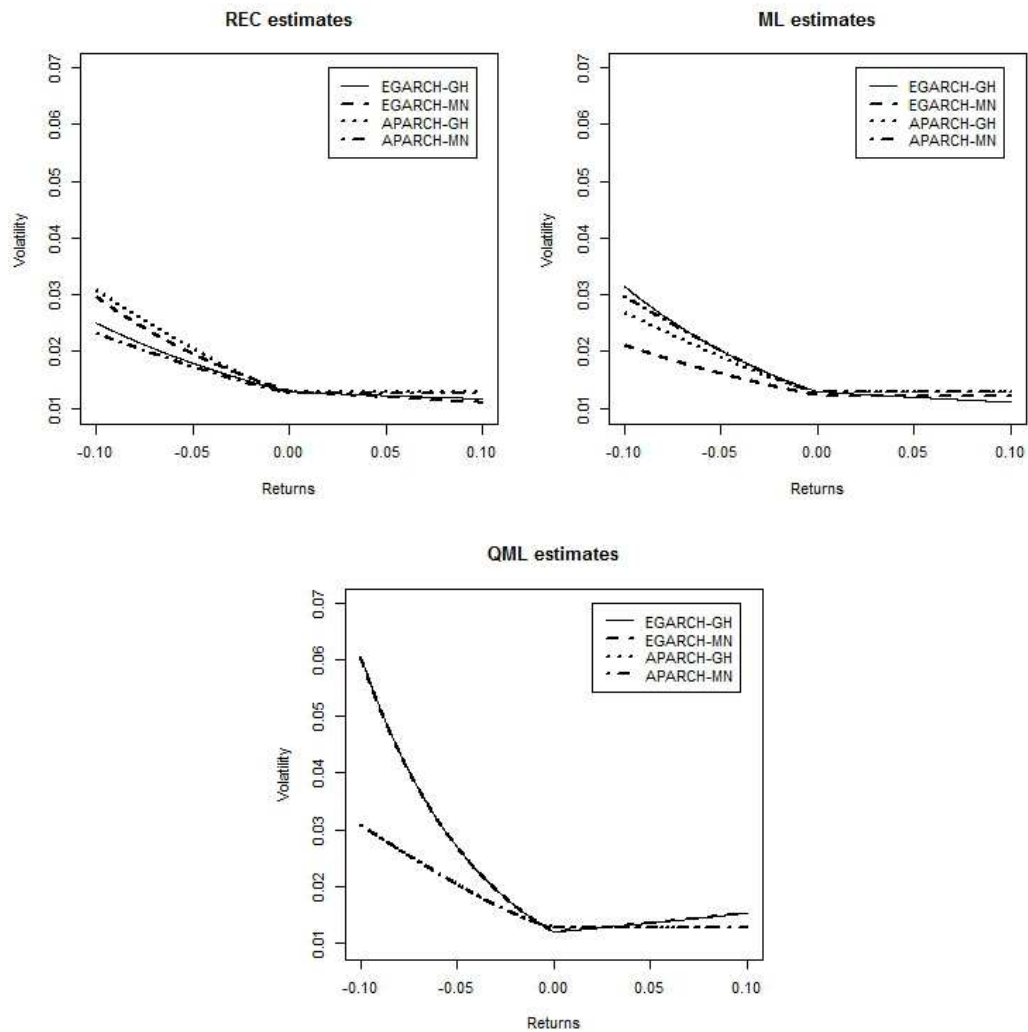 REC estimates
0.07
0.06
0.05
0.04
0.03
0.02
0.01
Volatility
EGARCH-GH
EGARCH-MN
APARCH-GH
APARCH-MN
-0.10 -0.05 0.00 0.05 0.10
Returns
ML estimates
0.07
0.06
0.05
0.04
0.03
0.02
0.01
Volatility
EGARCH-GH
EGARCH-MN
APARCH-GH
APARCH-MN
-0.10 -0.05 0.00 0.05 0.10
Returns
QML estimates
0.07
0.06
0.05
0.04
0.03
0.02
0.01
Volatility
EGARCH-GH
EGARCH-MN
APARCH-GH
APARCH-MN
-0.10 -0.05 0.00 0.05 0.10
Returns